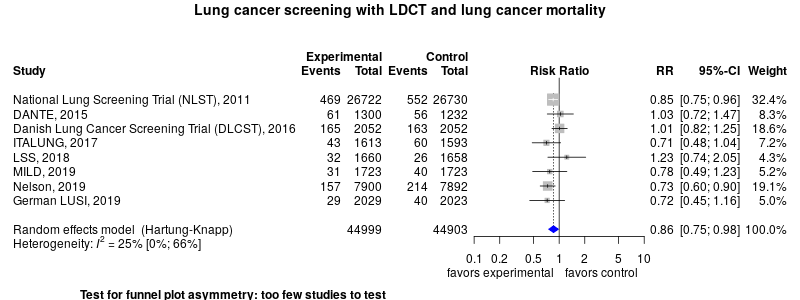 Lung cancer screening with LDCT and lung cancer mortality
Experimental Control
Study Events Total Events Total Risk Ratio RR 95%-CI Weight
National Lung Screening Trial (NLST), 2011 469 26722 552 26730 0.85 [0.75; 0.96] 32.4%
DANTE, 2015 61 1300 56 1232 1.03 [0.72; 1.47] 8.3%
Danish Lung Cancer Screening Trial (DLCST), 2016 165 2052 163 2052 1.01 [0.82; 1.25] 18.6%
ITALUNG, 2017 43 1613 60 1593 0.71 [0.48; 1.04] 7.2%
LSS, 2018 32 1660 26 1658 1.23 [0.74; 2.05] 4.3%
MILD, 2019 31 1723 40 1723 0.78 [0.49; 1.23] 5.2%
Nelson, 2019 157 7900 214 7892 0.73 [0.60; 0.90] 19.1%
German LUSI, 2019 29 2029 40 2023 0.72 [0.45; 1.16] 5.0%
Random effects model (Hartung-Knapp) 44999 44903 0.86 [0.75; 0.98] 100.0%
Heterogeneity: I² = 25% [0%; 66%]
0.1 0.2 0.5 1 2 5 10
favors experimental favors control
Test for funnel plot asymmetry: too few studies to test